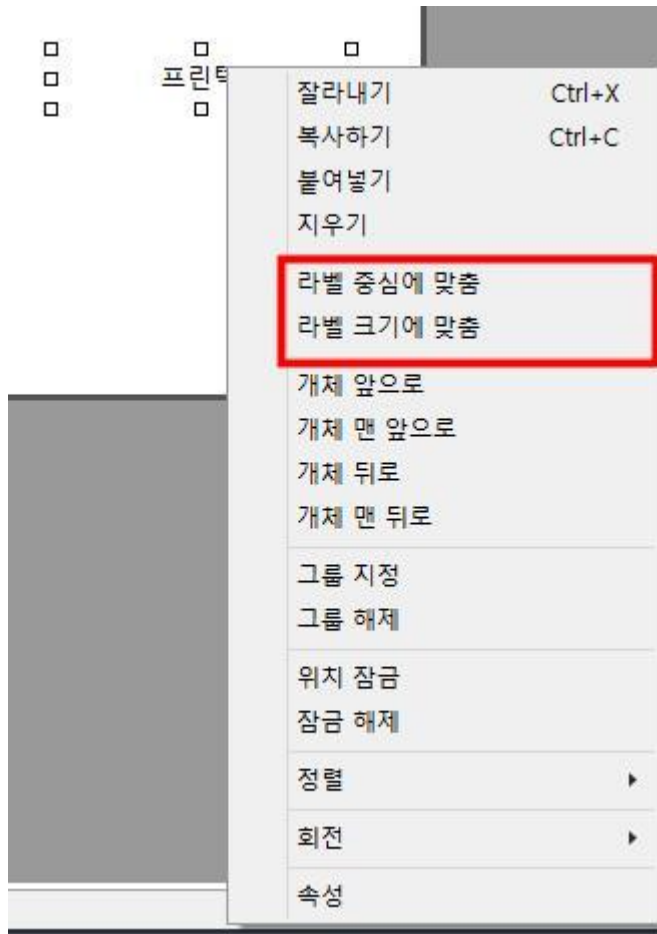 프린텍
잘라내기 Ctrl+X
복사하기 Ctrl+C
붙여넣기
지우기
라벨 중심에 맞춤
라벨 크기에 맞춤
개체 앞으로
개체 맨 앞으로
개체 뒤로
개체 맨 뒤로
그룹 지정
그룹 해제
위치 잠금
잠금 해제
정렬
회전
속성